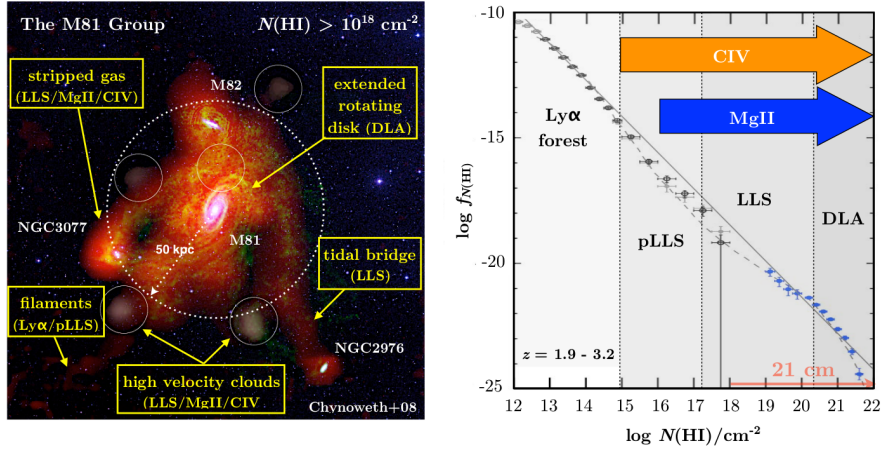 The M81 Group
N(HI) > 10^18 cm^-2
stripped gas
(LLS/MgII/CIV)
M82
extended
rotating
disk (DLA)
NGC3077
M81
50 kpc
tidal bridge
(LLS)
filaments
(Lyα/pLLS)
NGC2976
high velocity clouds
(LLS/MgII/CIV
Chynoweth+08
-10
-15
-20
-25
log f_N(HI)
CIV
MgII
Lyα
forest
LLS
pLLS
DLA
z = 1.9 - 3.2
21 cm
12 13 14 15 16 17 18 19 20 21 22
log N(HI)/cm^-2